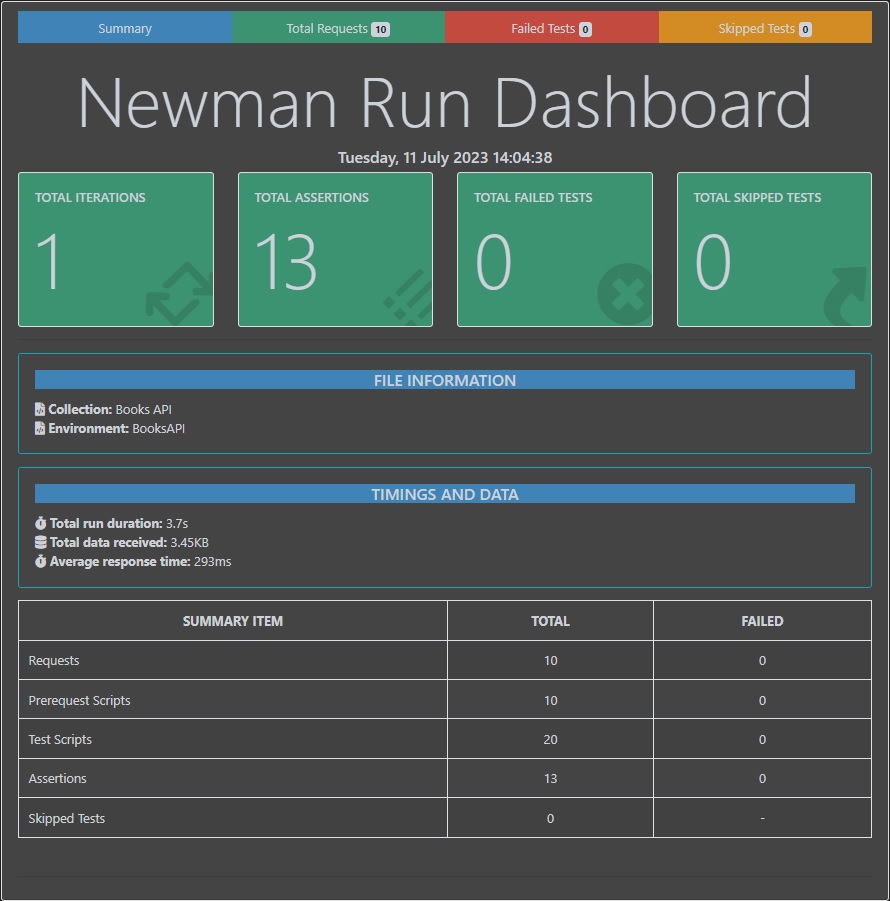 Summary Total Requests 10 Failed Tests 0 Skipped Tests 0
Newman Run Dashboard
Tuesday, 11 July 2023 14:04:38
TOTAL ITERATIONS TOTAL ASSERTIONS TOTAL FAILED TESTS TOTAL SKIPPED TESTS
1 13 0 0
FILE INFORMATION
Collection: Books API
Environment: BooksAPI
TIMINGS AND DATA
Total run duration: 3.7s
Total data received: 3.45KB
Average response time: 293ms
SUMMARY ITEM TOTAL FAILED
Requests 10 0
Prerequest Scripts 10 0
Test Scripts 20 0
Assertions 13 0
Skipped Tests 0 -